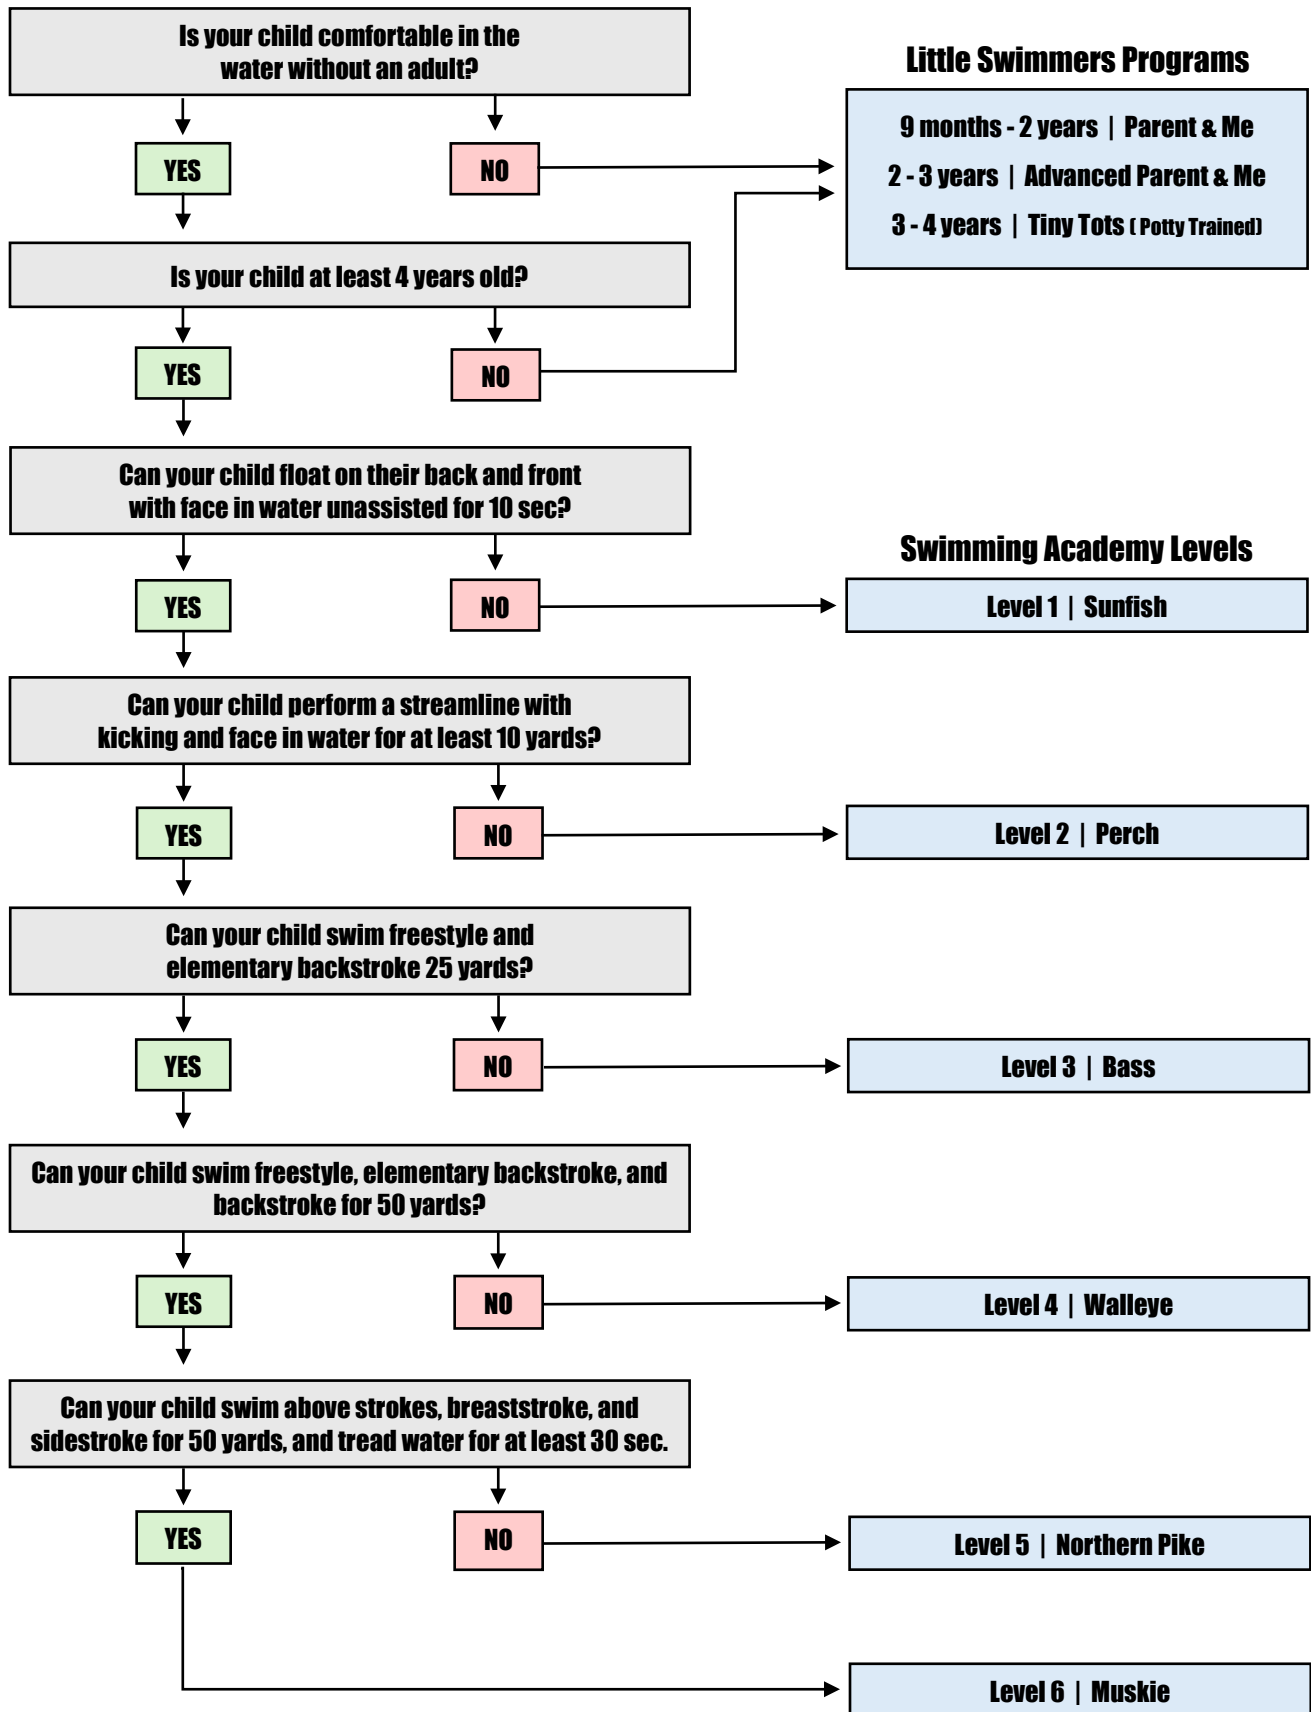 Is your child comfortable in the
water without an adult?
Little Swimmers Programs
9 months - 2 years | Parent & Me
2 - 3 years | Advanced Parent & Me
3 - 4 years | Tiny Tots ( Potty Trained)
YES
NO
Is your child at least 4 years old?
YES
NO
Can your child float on their back and front
with face in water unassisted for 10 sec?
Swimming Academy Levels
YES
NO
Level 1 | Sunfish
Can your child perform a streamline with
kicking and face in water for at least 10 yards?
YES
NO
Level 2 | Perch
Can your child swim freestyle and
elementary backstroke 25 yards?
YES
NO
Level 3 | Bass
Can your child swim freestyle, elementary backstroke, and
backstroke for 50 yards?
YES
NO
Level 4 | Walleye
Can your child swim above strokes, breaststroke, and
sidestroke for 50 yards, and tread water for at least 30 sec.
YES
NO
Level 5 | Northern Pike
Level 6 | Muskie